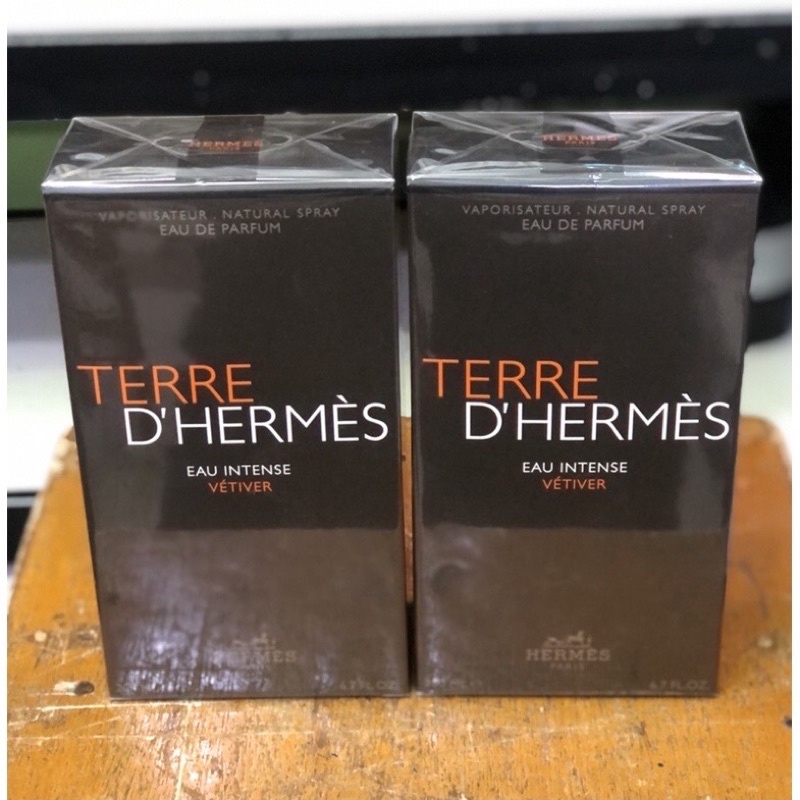 HERMÈS
PARIS
VAPORISATEUR . NATURAL SPRAY
EAU DE PARFUM
TERRE
D'HERMÈS
EAU INTENSE
VÉTIVER
HERMÈS
HERMÈS
PARIS
VAPORISATEUR . NATURAL SPRAY
EAU DE PARFUM
TERRE
D'HERMÈS
EAU INTENSE
VÉTIVER
HERMÈS
PARIS